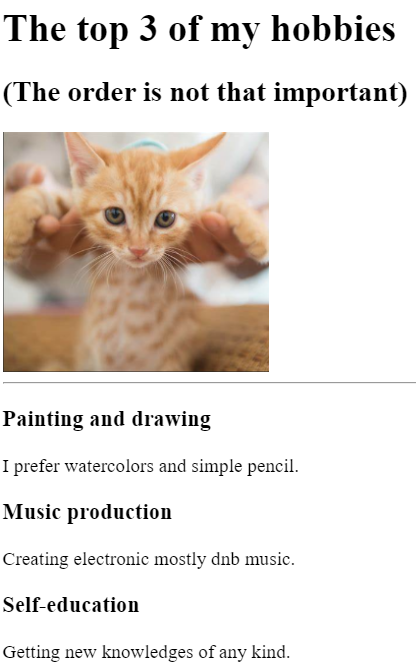 The top 3 of my hobbies
(The order is not that important)
Painting and drawing
I prefer watercolors and simple pencil.
Music production
Creating electronic mostly dnb music.
Self-education
Getting new knowledges of any kind.